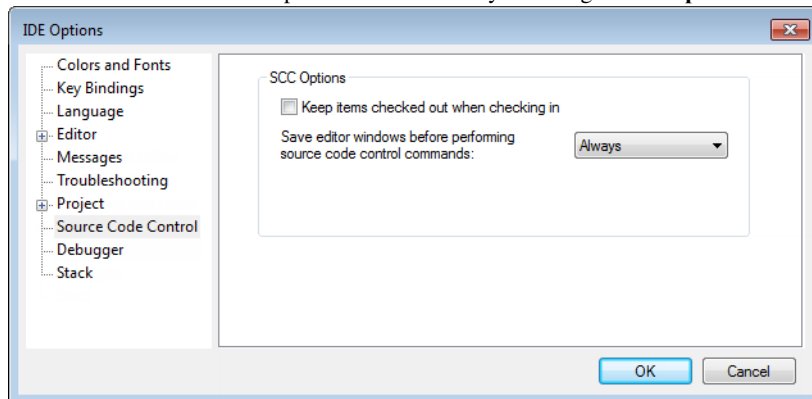 IDE Options
Colors and Fonts
Key Bindings
Language
Editor
Messages
Troubleshooting
Project
Source Code Control
Debugger
Stack
SCC Options
Keep items checked out when checking in
Save editor windows before performing
source code control commands:
Always
OK
Cancel